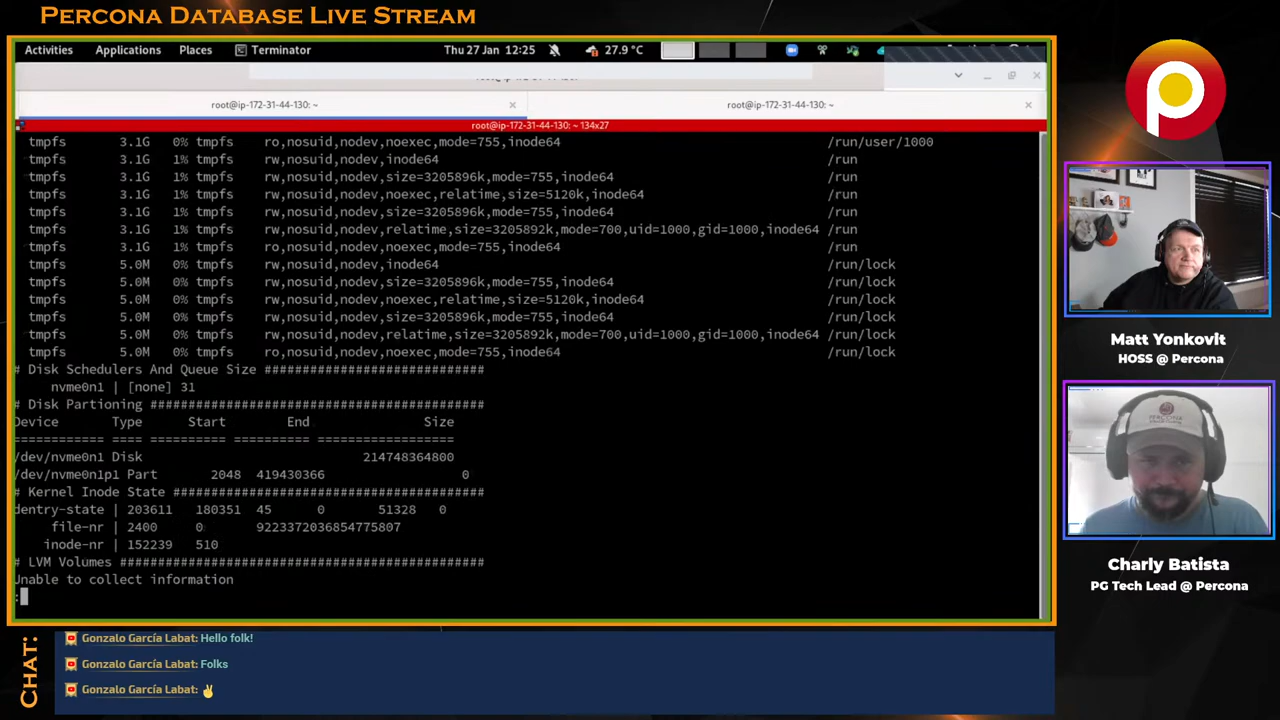 PERCONA DATABASE LIVE STREAM
Activities Applications Places Terminator Thu 27 Jan 12:25 27.9 °C
root@ip-172-31-44-130: ~ root@ip-172-31-44-130: ~
root@ip-172-31-44-130: ~ 134x27
tmpfs 3.1G 0% tmpfs ro,nosuid,nodev,noexec,mode=755,inode64 /run/user/1000
tmpfs 3.1G 1% tmpfs rw,nosuid,nodev,inode64 /run
tmpfs 3.1G 1% tmpfs rw,nosuid,nodev,size=3205896k,mode=755,inode64 /run
tmpfs 3.1G 1% tmpfs rw,nosuid,nodev,noexec,relatime,size=5120k,inode64 /run
tmpfs 3.1G 1% tmpfs rw,nosuid,nodev,size=3205896k,mode=755,inode64 /run
tmpfs 3.1G 1% tmpfs rw,nosuid,nodev,relatime,size=3205892k,mode=700,uid=1000,gid=1000,inode64 /run
tmpfs 3.1G 1% tmpfs ro,nosuid,nodev,noexec,mode=755,inode64 /run
tmpfs 5.0M 0% tmpfs rw,nosuid,nodev,inode64 /run/lock
tmpfs 5.0M 0% tmpfs rw,nosuid,nodev,size=3205896k,mode=755,inode64 /run/lock
tmpfs 5.0M 0% tmpfs rw,nosuid,nodev,noexec,relatime,size=5120k,inode64 /run/lock
tmpfs 5.0M 0% tmpfs rw,nosuid,nodev,size=3205896k,mode=755,inode64 /run/lock
tmpfs 5.0M 0% tmpfs rw,nosuid,nodev,relatime,size=3205892k,mode=700,uid=1000,gid=1000,inode64 /run/lock
tmpfs 5.0M 0% tmpfs ro,nosuid,nodev,noexec,mode=755,inode64 /run/lock
# Disk Schedulers And Queue Size #############################
nvme0n1 | [none] 31
# Disk Partioning ############################################
Device Type Start End Size
============ ==== ========== ========== ==================
/dev/nvme0n1 Disk 214748364800
/dev/nvme0n1p1 Part 2048 419430366 0
# Kernel Inode State #########################################
dentry-state | 203611 180351 45 0 51328 0
file-nr | 2400 0 9223372036854775807
inode-nr | 152239 510
# LVM Volumes ################################################
Unable to collect information
:
Matt Yonkovit
HOSS @ Percona
PERCONA
Charly Batista
PG Tech Lead @ Percona
CHAT:
Gonzalo García Labat: Hello folk!
Gonzalo García Labat: Folks
Gonzalo García Labat: ✌